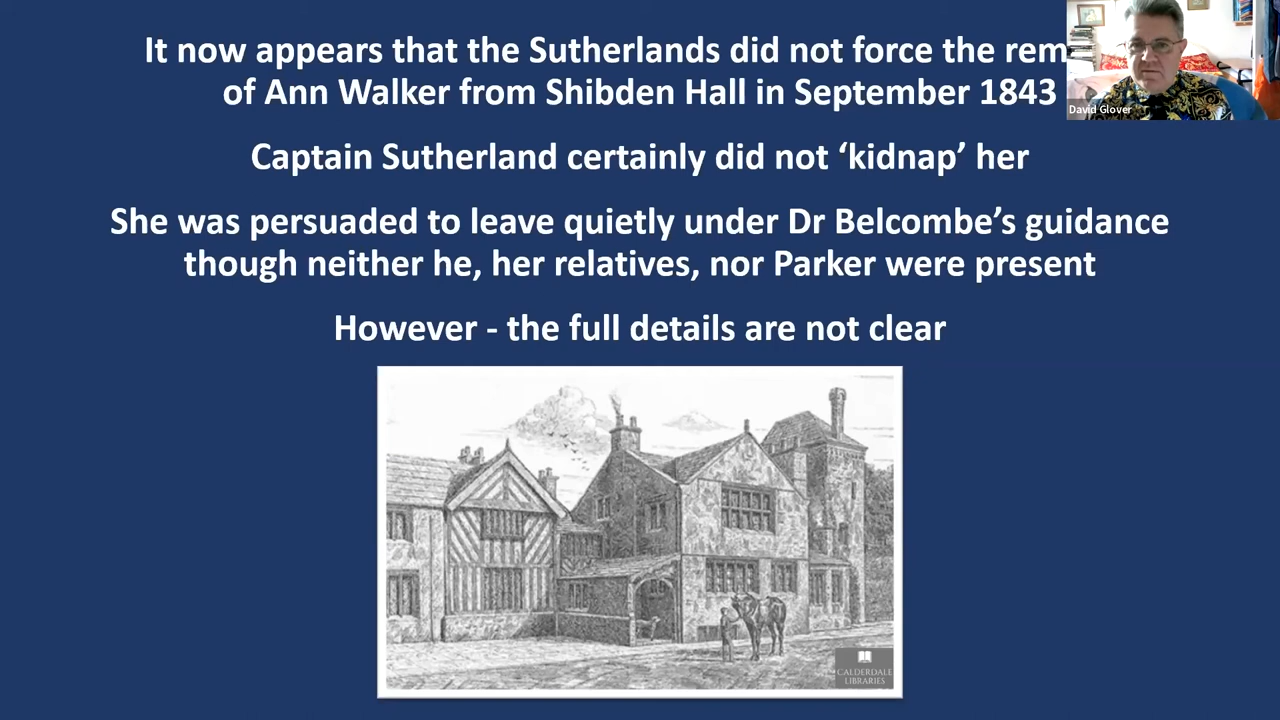 It now appears that the Sutherlands did not force the rem
of Ann Walker from Shibden Hall in September 1843
David Glover
Captain Sutherland certainly did not ‘kidnap’ her
She was persuaded to leave quietly under Dr Belcombe’s guidance
though neither he, her relatives, nor Parker were present
However - the full details are not clear
CALDERDALE
LIBRARIES